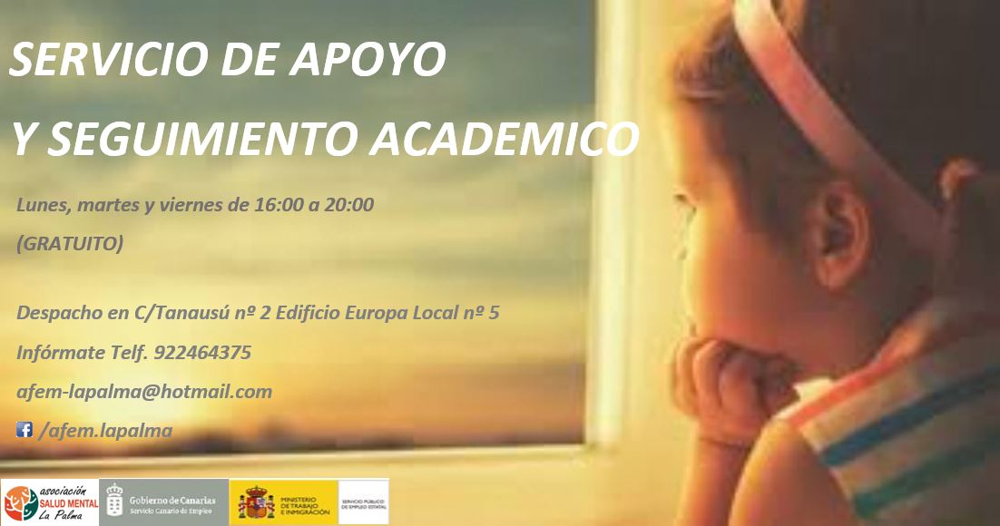 SERVICIO DE APOYO
Y SEGUIMIENTO ACADEMICO
Lunes, martes y viernes de 16:00 a 20:00
(GRATUITO)
Despacho en C/Tanausú nº 2 Edificio Europa Local nº 5
Infórmate Telf. 922464375
afem-lapalma@hotmail.com
f /afem.lapalma
asociación
SALUD MENTAL
La Palma
Gobierno de Canarias
Servicio Canario de Empleo
MINISTERIO
DE TRABAJO
E INMIGRACIÓN
SERVICIO PÚBLICO
DE EMPLEO ESTATAL